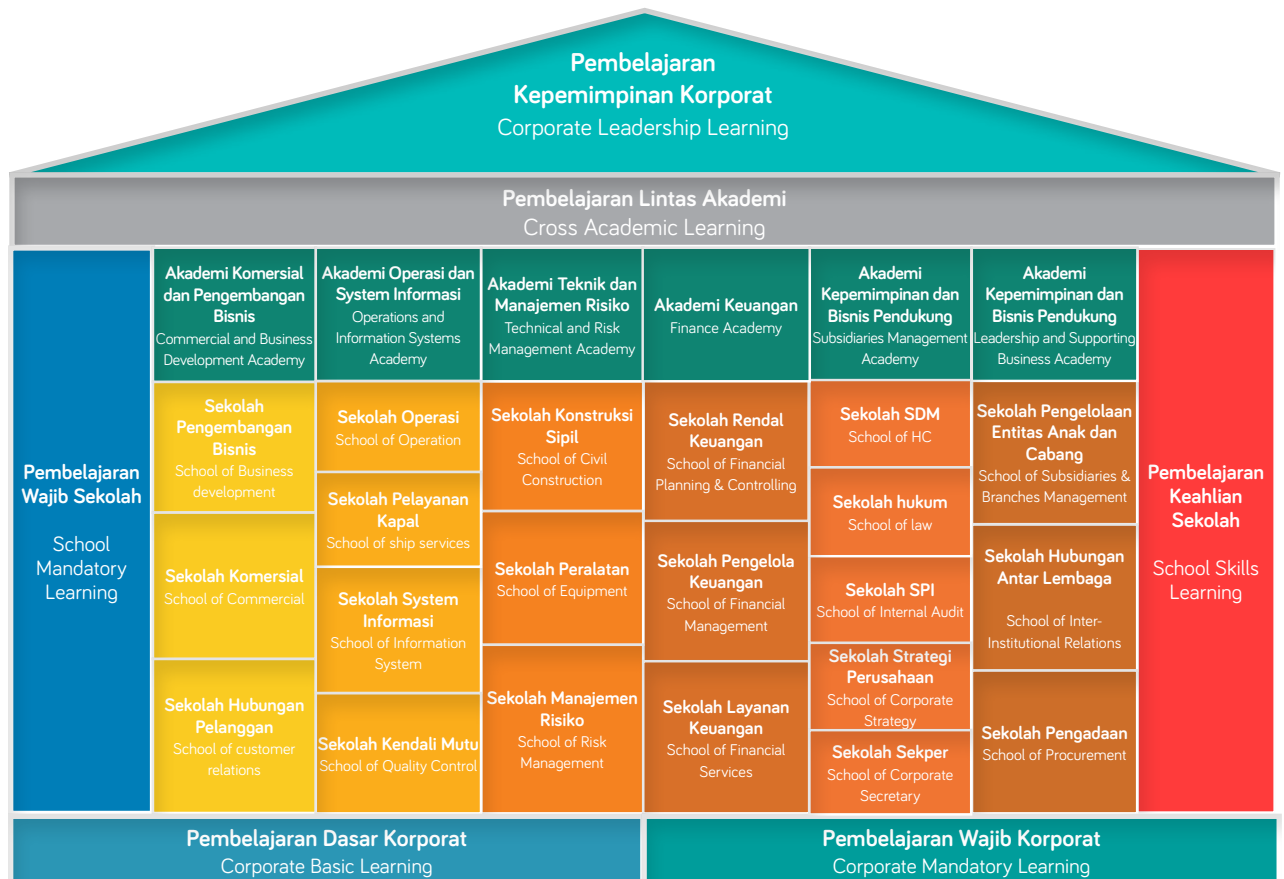 Pembelajaran
Kepemimpinan Korporat
Corporate Leadership Learning
Pembelajaran Lintas Akademi
Cross Academic Learning
Pembelajaran
Wajib Sekolah
School
Mandatory
Learning
Akademi Komersial
dan Pengembangan
Bisnis
Commercial and Business
Development Academy
Sekolah
Pengembangan
Bisnis
School of Business
development
Sekolah Komersial
School of Commercial
Sekolah Hubungan
Pelanggan
School of customer
relations
Akademi Operasi dan
System Informasi
Operations and
Information Systems
Academy
Sekolah Operasi
School of Operation
Sekolah Pelayanan
Kapal
School of ship services
Sekolah System
Informasi
School of Information
System
Sekolah Kendali Mutu
School of Quality Control
Akademi Teknik dan
Manajemen Risiko
Technical and Risk
Management Academy
Sekolah Konstruksi
Sipil
School of Civil
Construction
Sekolah Peralatan
School of Equipment
Sekolah Manajemen
Risiko
School of Risk
Management
Akademi Keuangan
Finance Academy
Sekolah Rendal
Keuangan
School of Financial
Planning & Controlling
Sekolah Pengelola
Keuangan
School of Financial
Management
Sekolah Layanan
Keuangan
School of Financial
Services
Akademi
Kepemimpinan dan
Bisnis Pendukung
Subsidiaries Management
Academy
Sekolah SDM
School of HC
Sekolah hukum
School of law
Sekolah SPI
School of Internal Audit
Sekolah Strategi
Perusahaan
School of Corporate
Strategy
Sekolah Sekper
School of Corporate
Secretary
Akademi
Kepemimpinan dan
Bisnis Pendukung
Leadership and Supporting
Business Academy
Sekolah Pengelolaan
Entitas Anak dan
Cabang
School of Subsidiaries &
Branches Management
Sekolah Hubungan
Antar Lembaga
School of Inter-
Institutional Relations
Sekolah Pengadaan
School of Procurement
Pembelajaran
Keahlian
Sekolah
School Skills
Learning
Pembelajaran Dasar Korporat
Corporate Basic Learning
Pembelajaran Wajib Korporat
Corporate Mandatory Learning